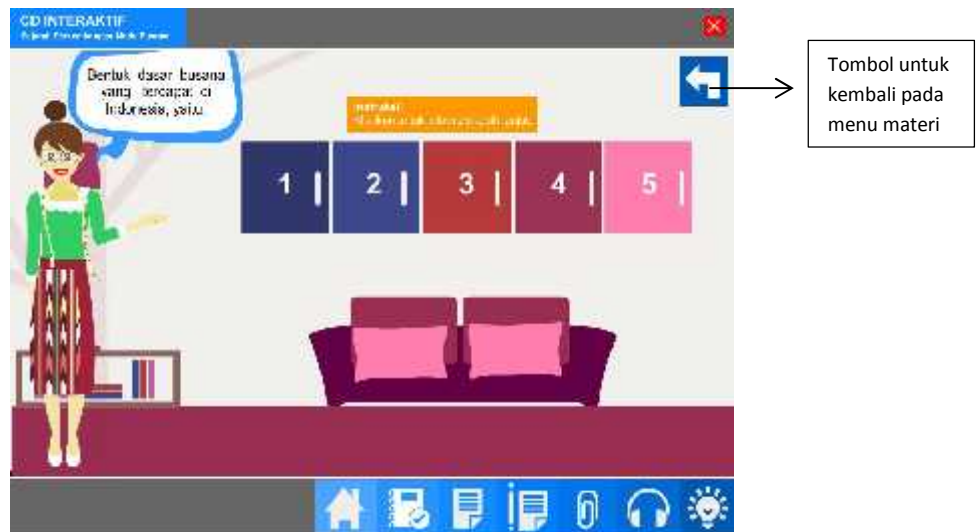 CD INTERAKTIF
Bentuk dasar busana
yang terdapat di
Indonesia, yaitu
1 2 3 4 5
Tombol untuk
kembali pada
menu materi